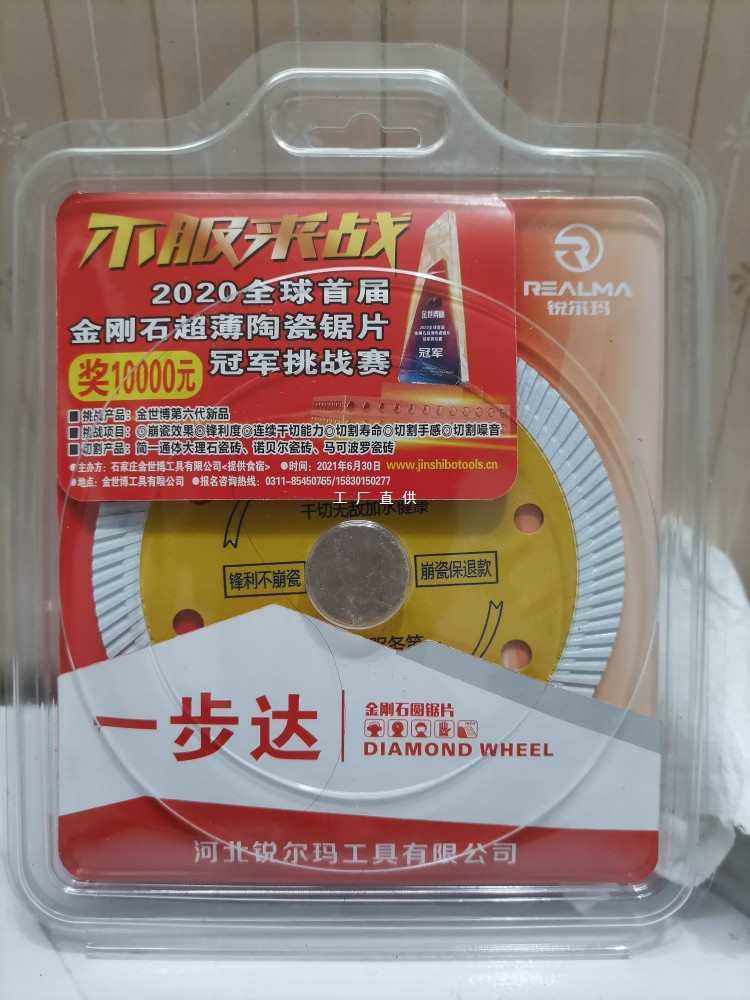 不服来战
2020全球首届
金刚石超薄陶瓷锯片
奖10000元
冠军挑战赛
金世博
冠军
REALMA
锐尔玛
■挑战产品：金世博第六代新品
■挑战项目：◎崩瓷效果◎锋利度◎连续干切能力◎切割寿命◎切割手感◎切割噪音
■切割产品：简一通体大理石瓷砖、诺贝尔瓷砖、马可波罗瓷砖
●主办方：石家庄金世博工具有限公司<提供食宿> ●时间：2021年6月30日 www.jinshibotools.cn
●地点：金世博工具有限公司 ●报名咨询热线：0311-85450765/15830150277
工厂直供
干切无敌加水健康
锋利不崩瓷
崩瓷保退款
一步达
金刚石圆锯片
DIAMOND WHEEL
河北锐尔玛工具有限公司